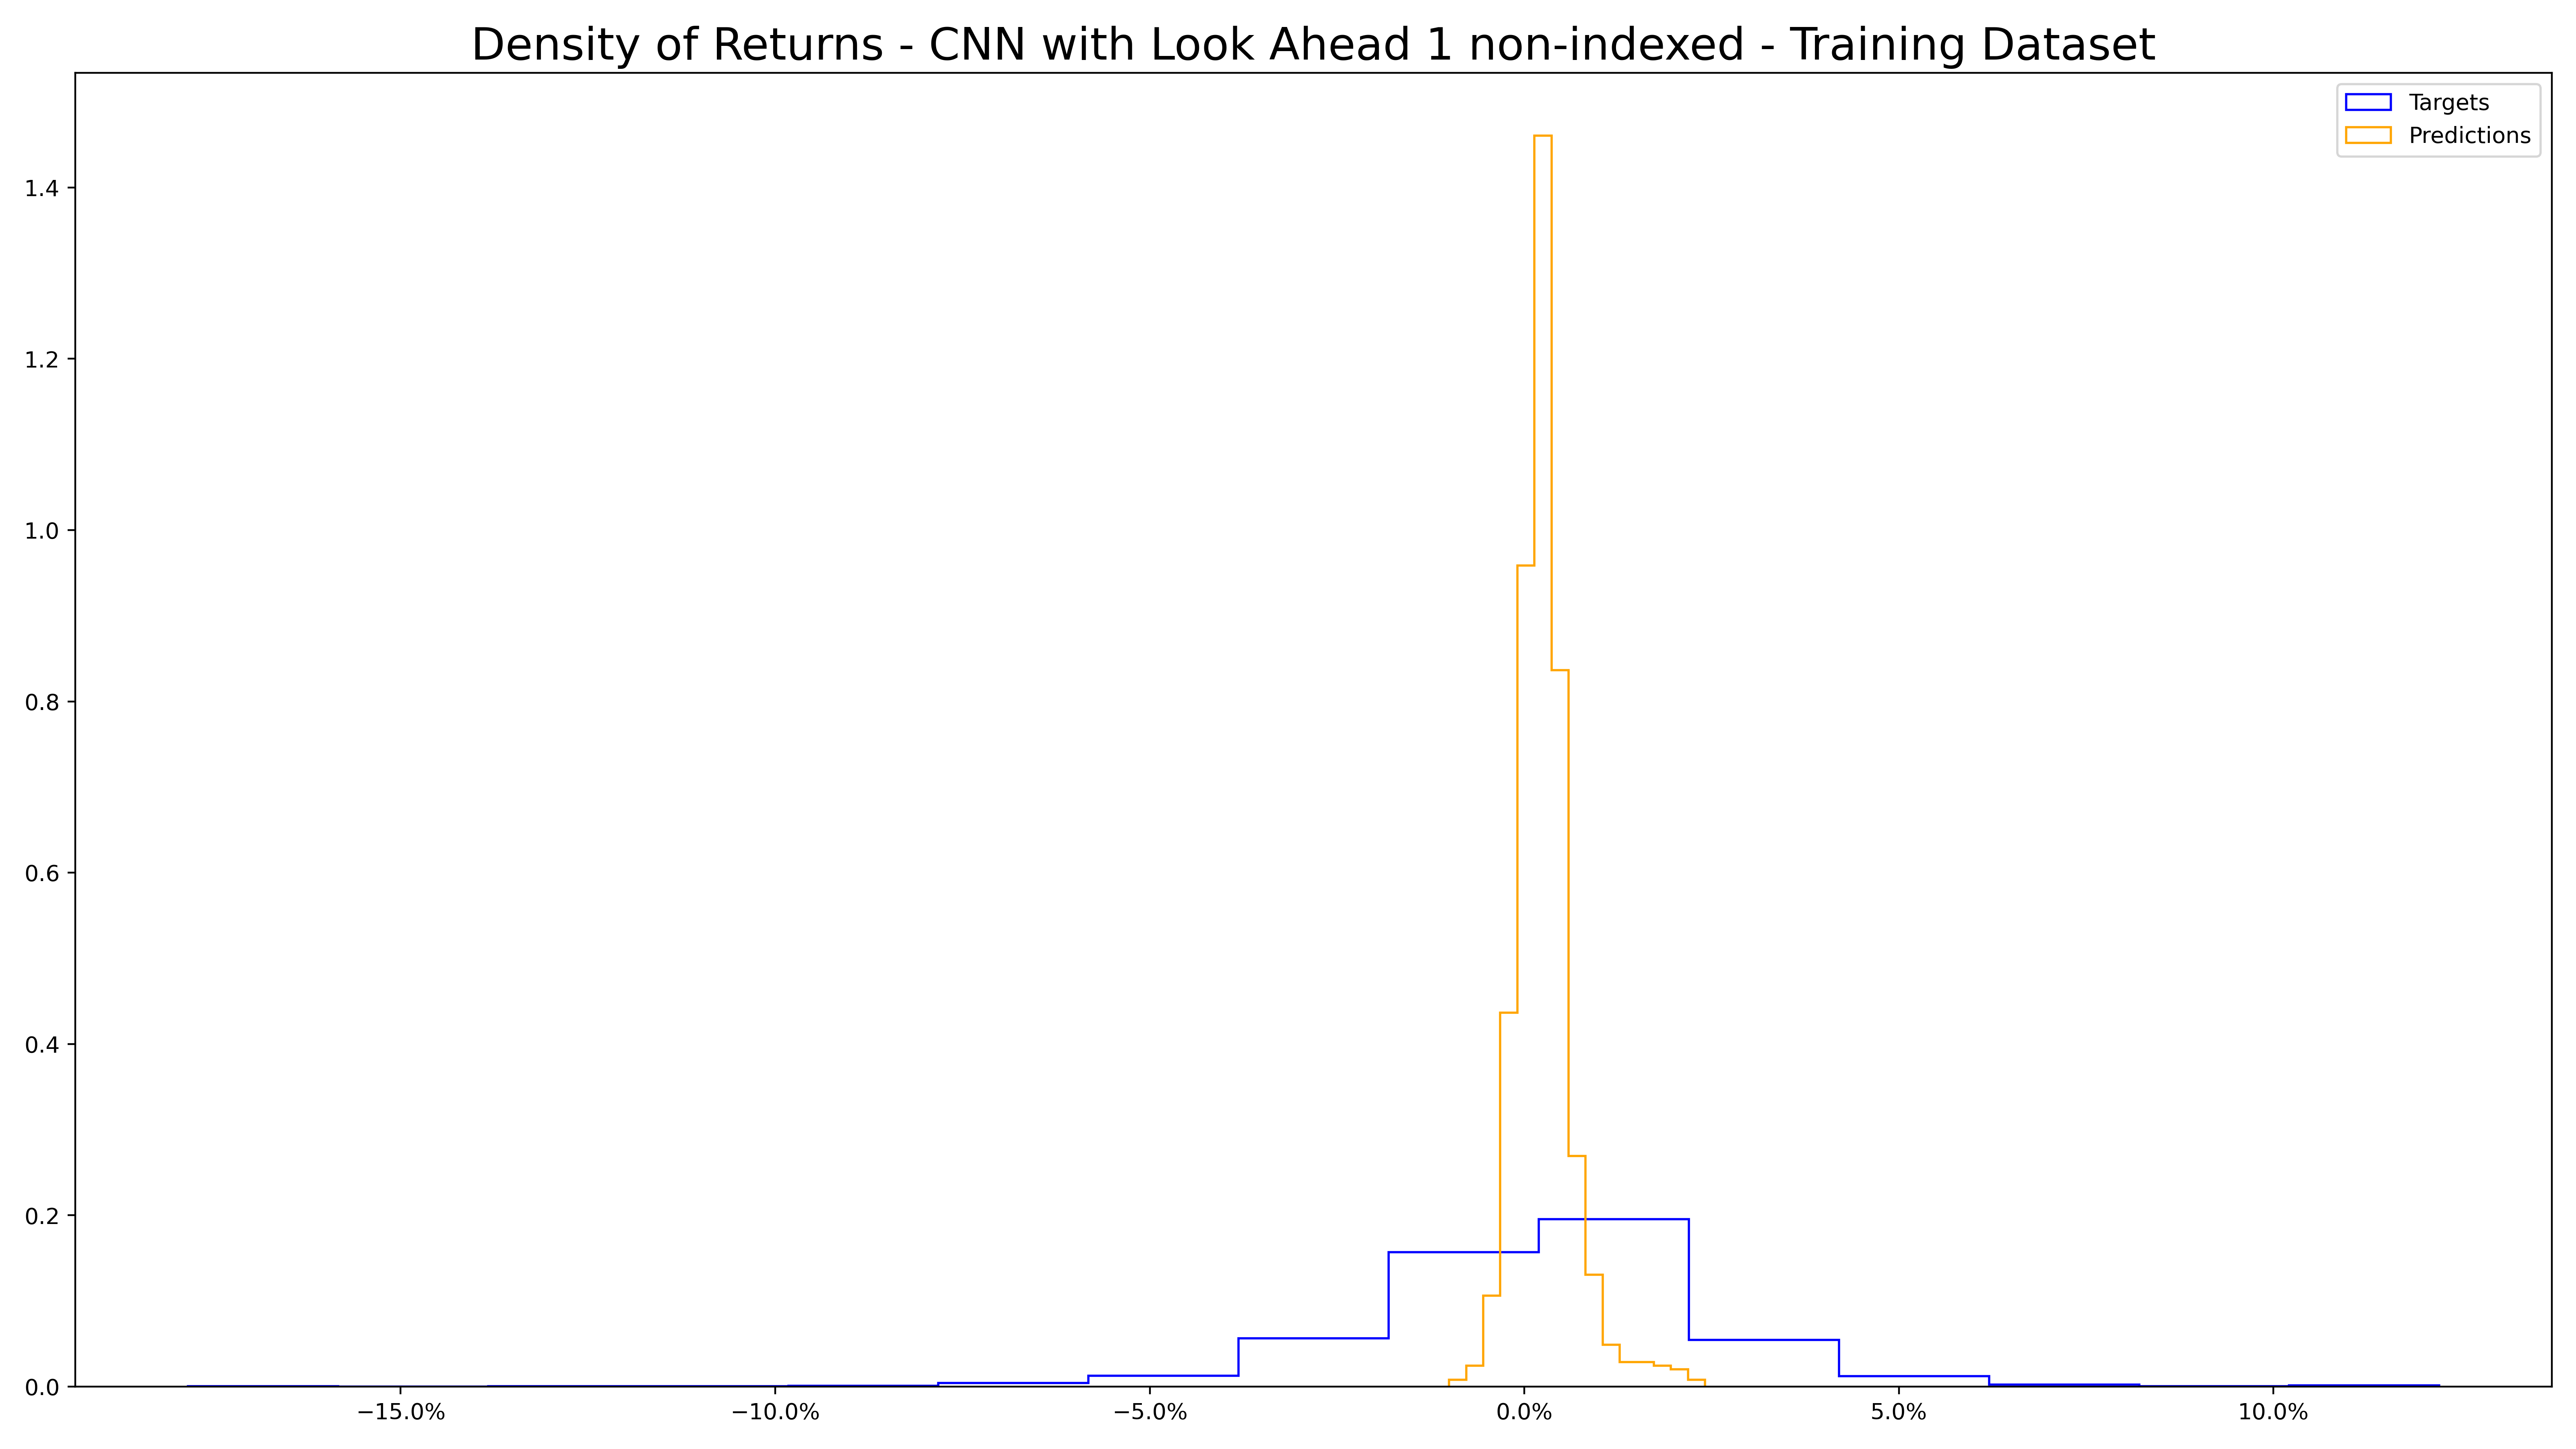 Density of Returns - CNN with Look Ahead 1 non-indexed - Training Dataset
Targets
Predictions
1.4
1.2
1.0
0.8
0.6
0.4
0.2
0.0
−15.0% −10.0% −5.0% 0.0% 5.0% 10.0%